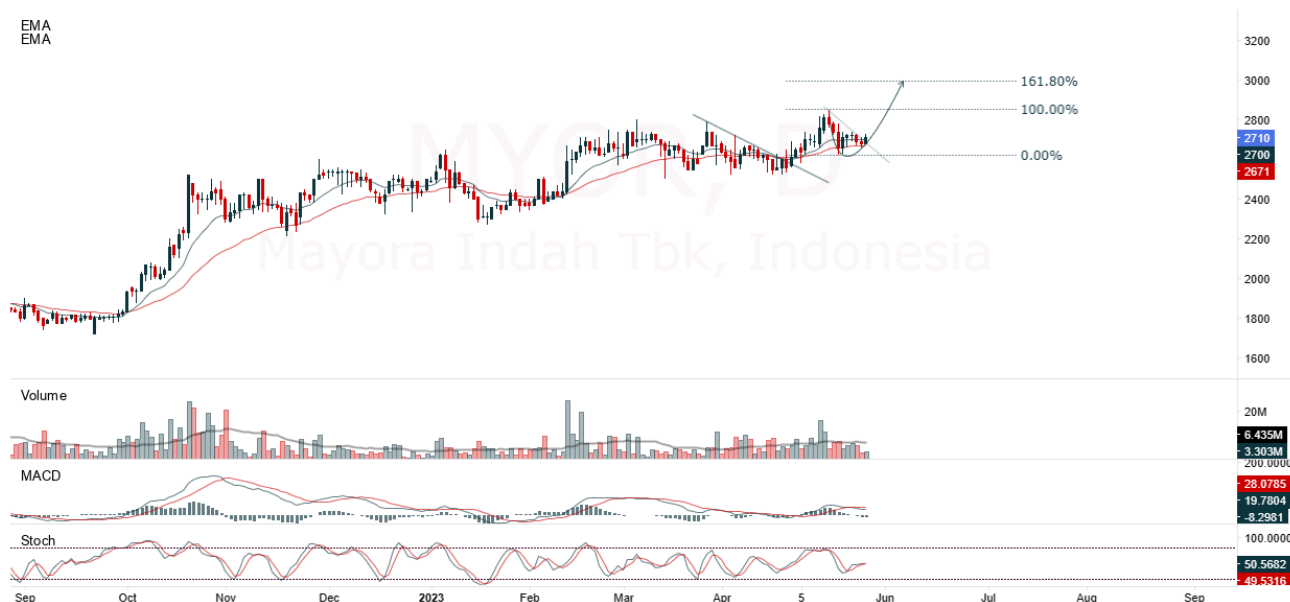 EMA
EMA
MYOR, D
Mayora Indah Tbk, Indonesia
161.80%
100.00%
0.00%
3200
3000
2800
2710
2700
2671
2400
2200
2000
1800
1600
Volume
20M
6.435M
3.303M
MACD
200.0000
28.0785
19.7804
-8.2981
Stoch
100.0000
50.5682
49.5316
Sep Oct Nov Dec 2023 Feb Mar Apr 5 Jun Jul Aug Sep